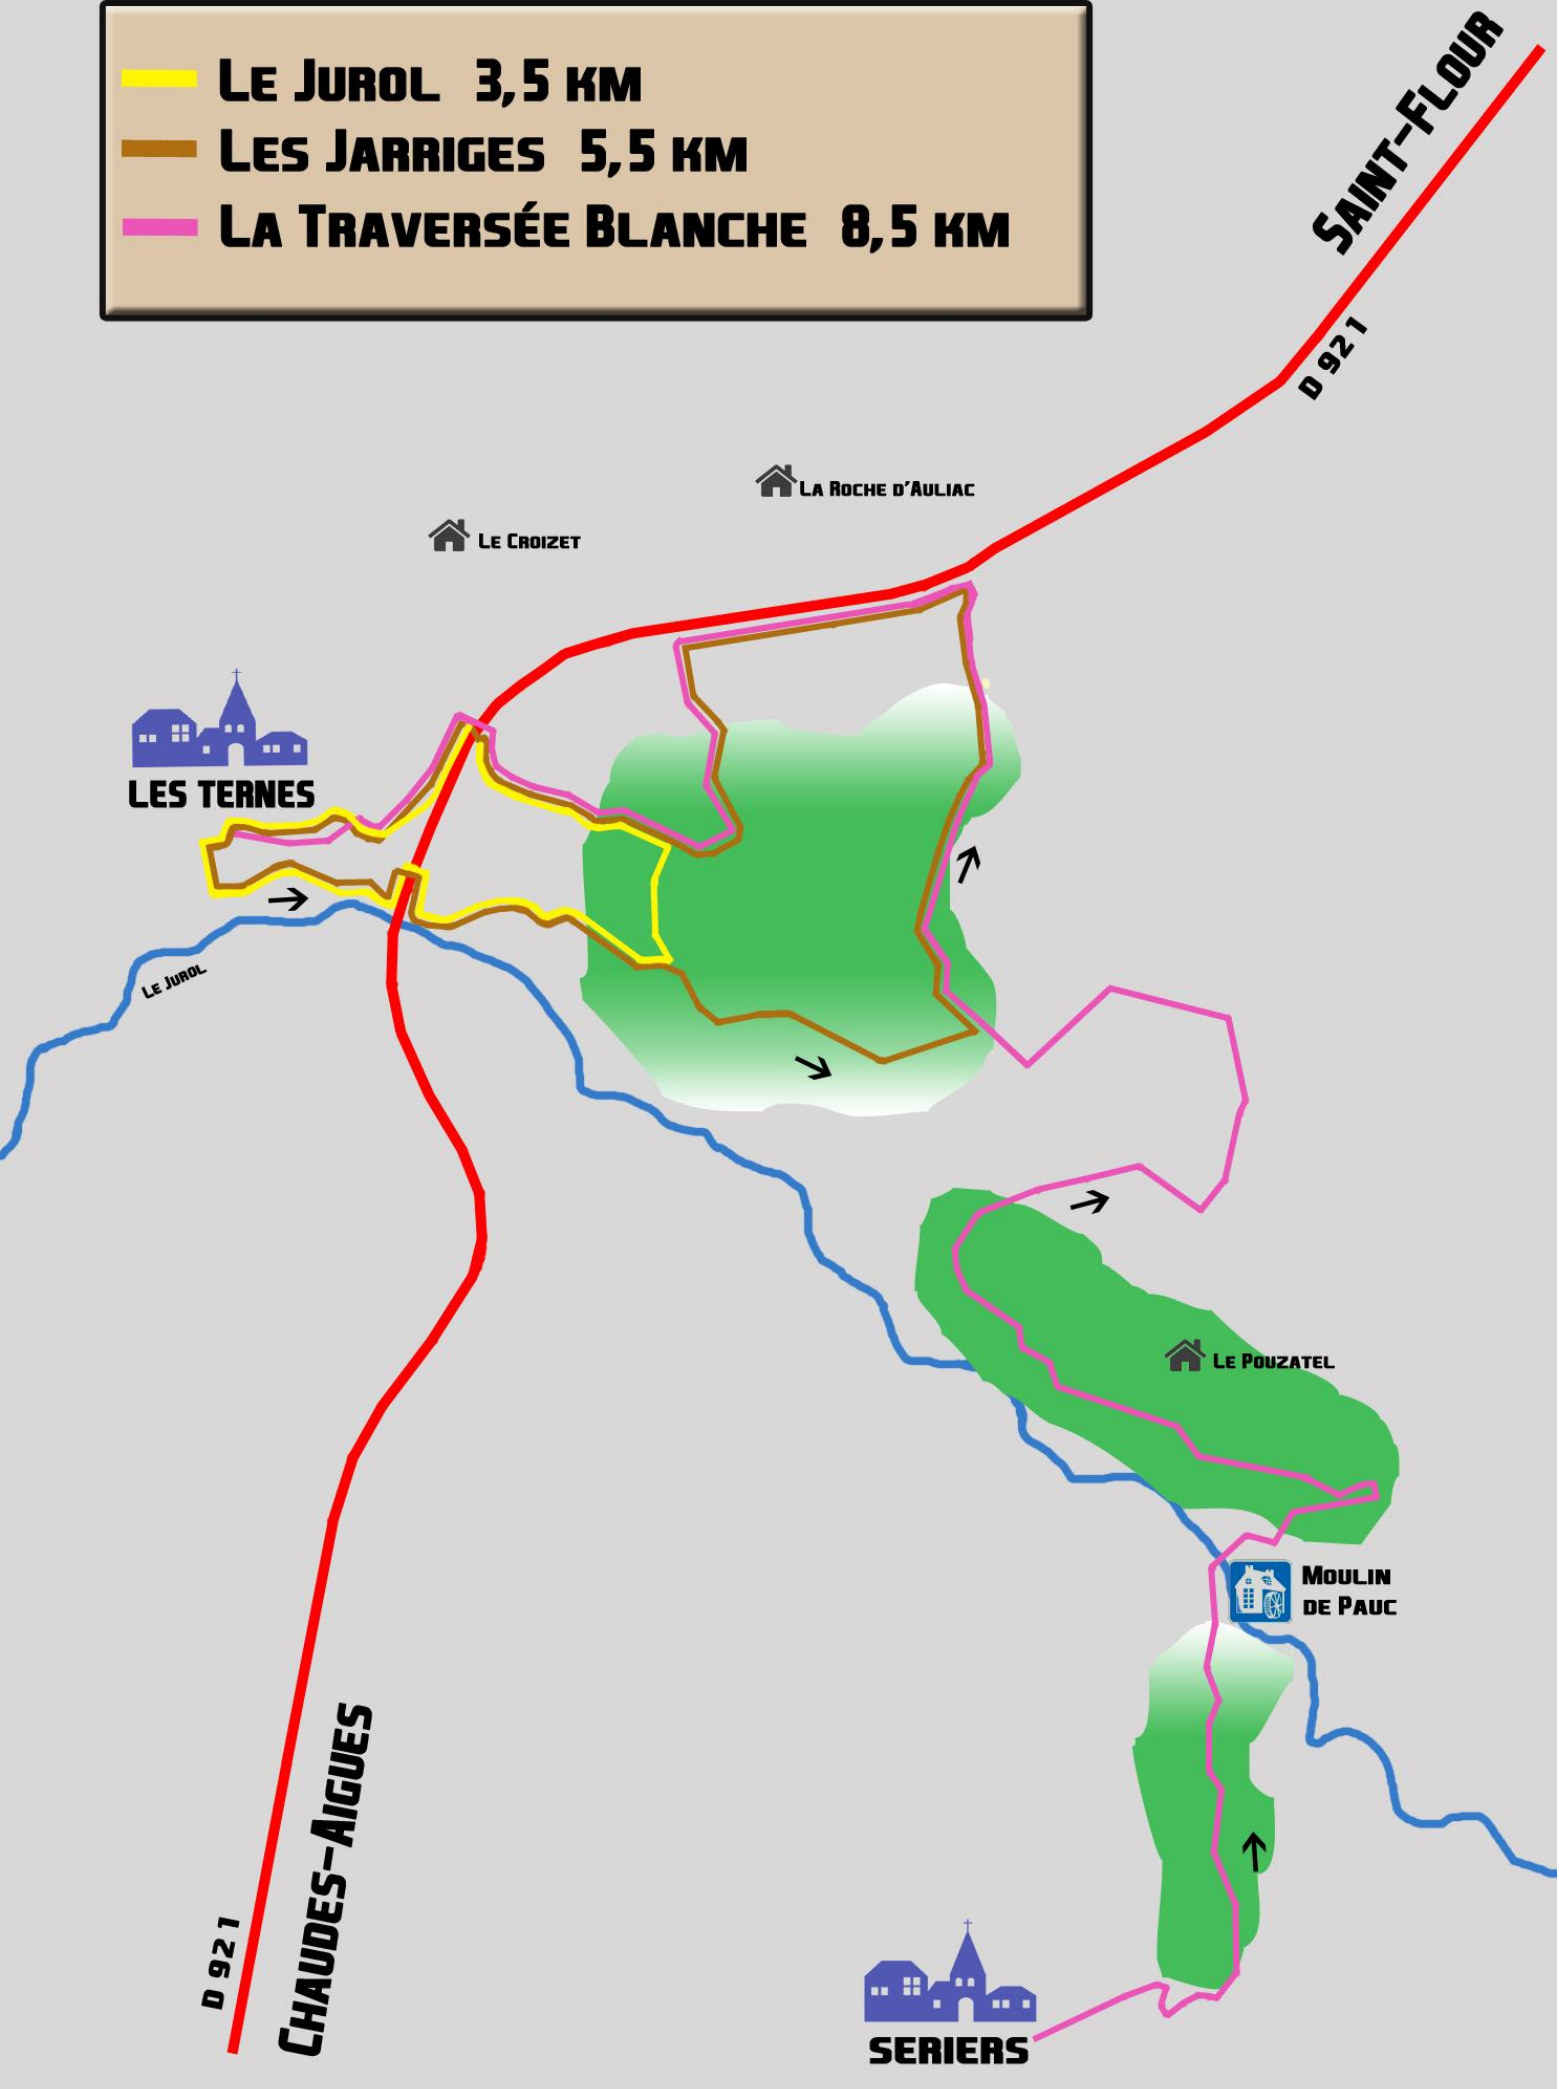 Le Jurol 3,5 km
Les Jarriges 5,5 km
La Traversée Blanche 8,5 km
Saint-Flour
D 921
La Roche d'Auliac
Le Croizet
LES TERNES
Le Jurol
Le Pouzatel
Moulin
de Pauc
Chaudes-Aigues
D 921
SERIERS